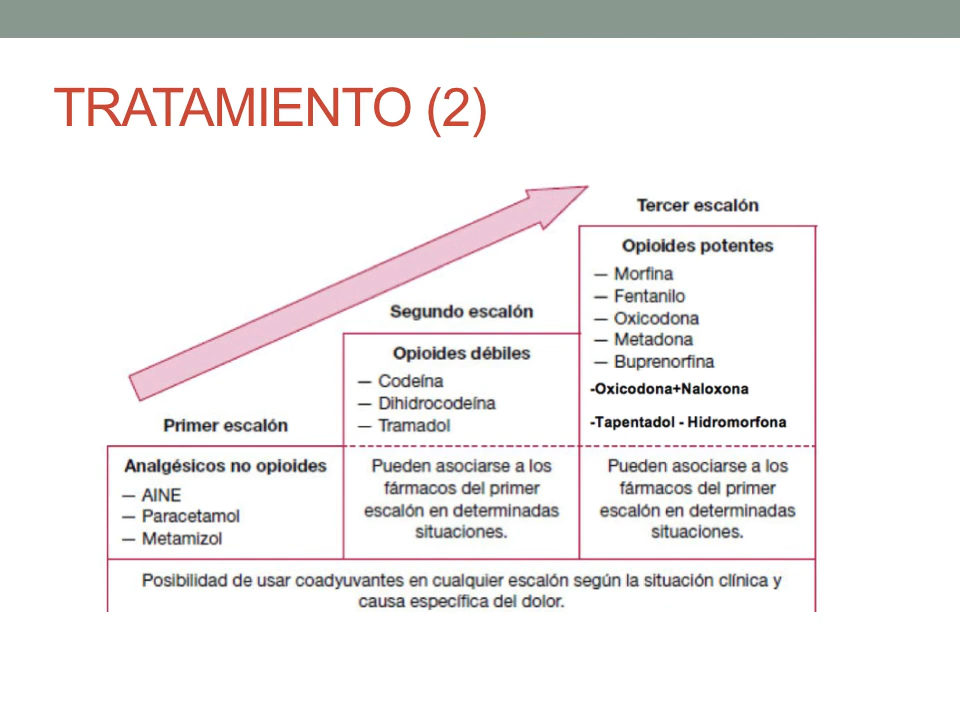 TRATAMIENTO (2)
Primer escalón
Analgésicos no opioides
— AINE
— Paracetamol
— Metamizol
Segundo escalón
Opioides débiles
— Codeína
— Dihidrocodeína
— Tramadol
Pueden asociarse a los
fármacos del primer
escalón en determinadas
situaciones.
Tercer escalón
Opioides potentes
— Morfina
— Fentanilo
— Oxicodona
— Metadona
— Buprenorfina
-Oxicodona+Naloxona
-Tapentadol - Hidromorfona
Pueden asociarse a los
fármacos del primer
escalón en determinadas
situaciones.
Posibilidad de usar coadyuvantes en cualquier escalón según la situación clínica y
causa específica del dolor.